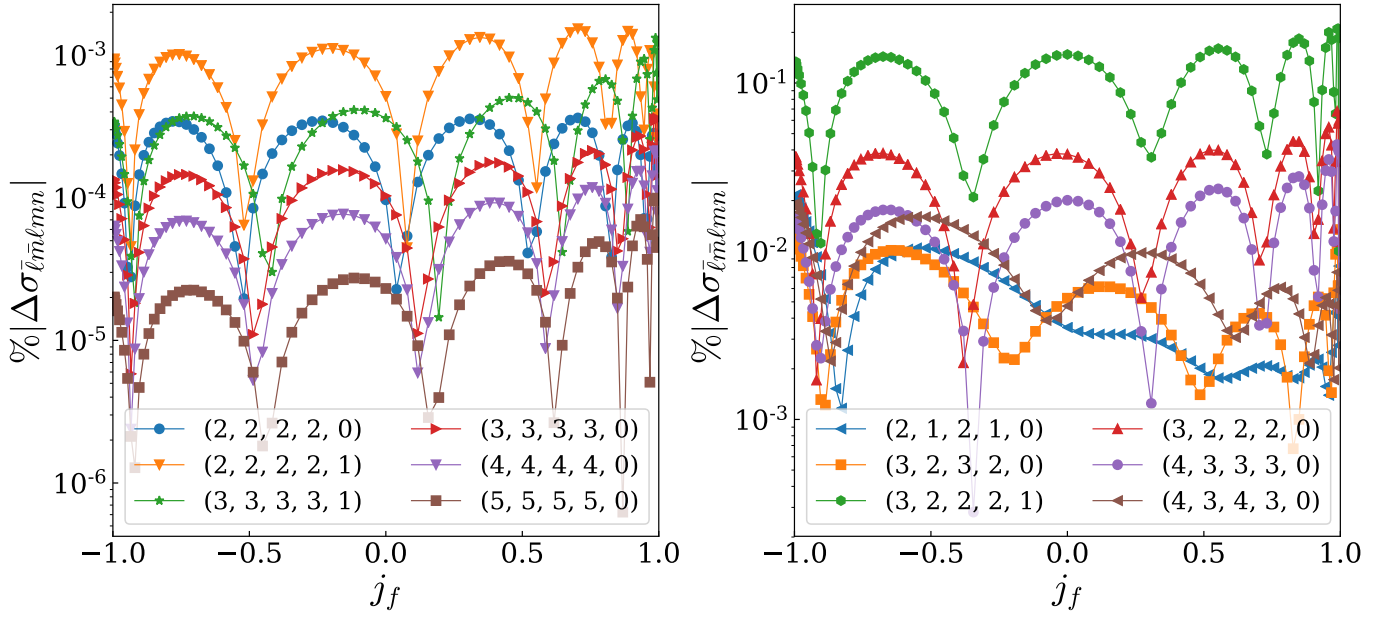 %|Δσ_{ℓ̄m̄ℓmn}|
10⁻³
10⁻⁴
10⁻⁵
10⁻⁶
(2, 2, 2, 2, 0) (3, 3, 3, 3, 0)
(2, 2, 2, 2, 1) (4, 4, 4, 4, 0)
(3, 3, 3, 3, 1) (5, 5, 5, 5, 0)
−1.0 −0.5 0.0 0.5 1.0
j_f
%|Δσ_{ℓ̄m̄ℓmn}|
10⁻¹
10⁻²
10⁻³
(2, 1, 2, 1, 0) (3, 2, 2, 2, 0)
(3, 2, 3, 2, 0) (4, 3, 3, 3, 0)
(3, 2, 2, 2, 1) (4, 3, 4, 3, 0)
−1.0 −0.5 0.0 0.5 1.0
j_f